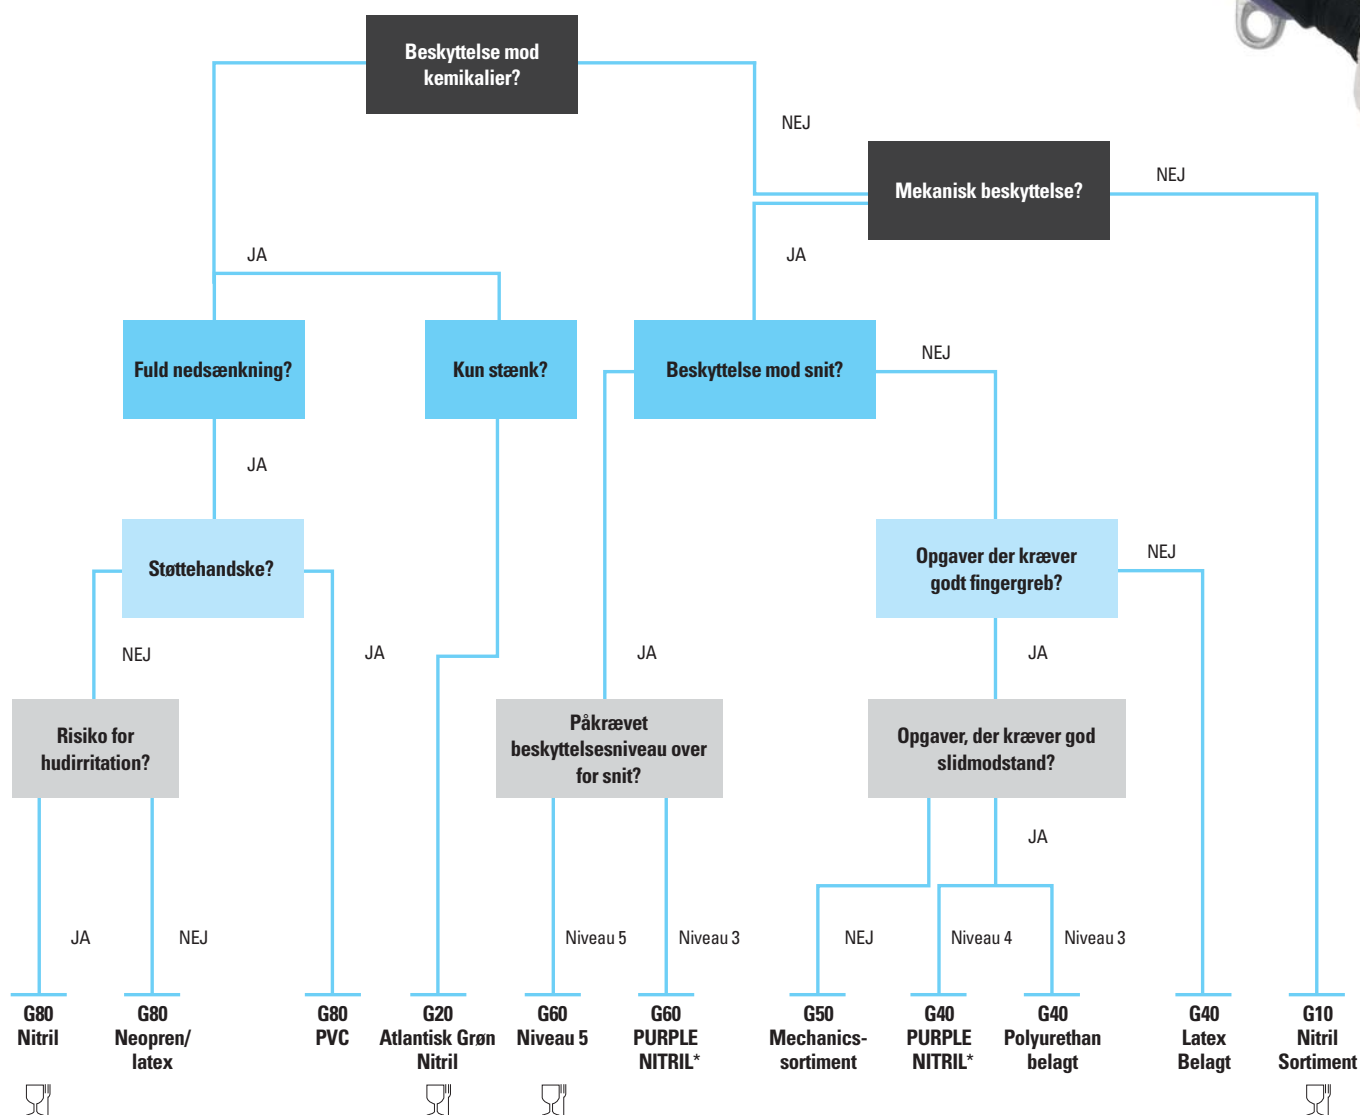 Beskyttelse mod
kemikalier?
NEJ
Mekanisk beskyttelse?
NEJ
JA
JA
Fuld nedsænkning?
Kun stænk?
Beskyttelse mod snit?
NEJ
JA
Støttehandske?
Opgaver der kræver
godt fingergreb?
NEJ
NEJ
JA
JA
JA
Risiko for
hudirritation?
Påkrævet
beskyttelsesniveau over
for snit?
Opgaver, der kræver god
slidmodstand?
JA
JA
NEJ
Niveau 5
Niveau 3
NEJ
Niveau 4
Niveau 3
G80
Nitril
G80
Neopren/
latex
G80
PVC
G20
Atlantisk Grøn
Nitril
G60
Niveau 5
G60
PURPLE
NITRIL*
G50
Mechanics-
sortiment
G40
PURPLE
NITRIL*
G40
Polyurethan
belagt
G40
Latex
Belagt
G10
Nitril
Sortiment